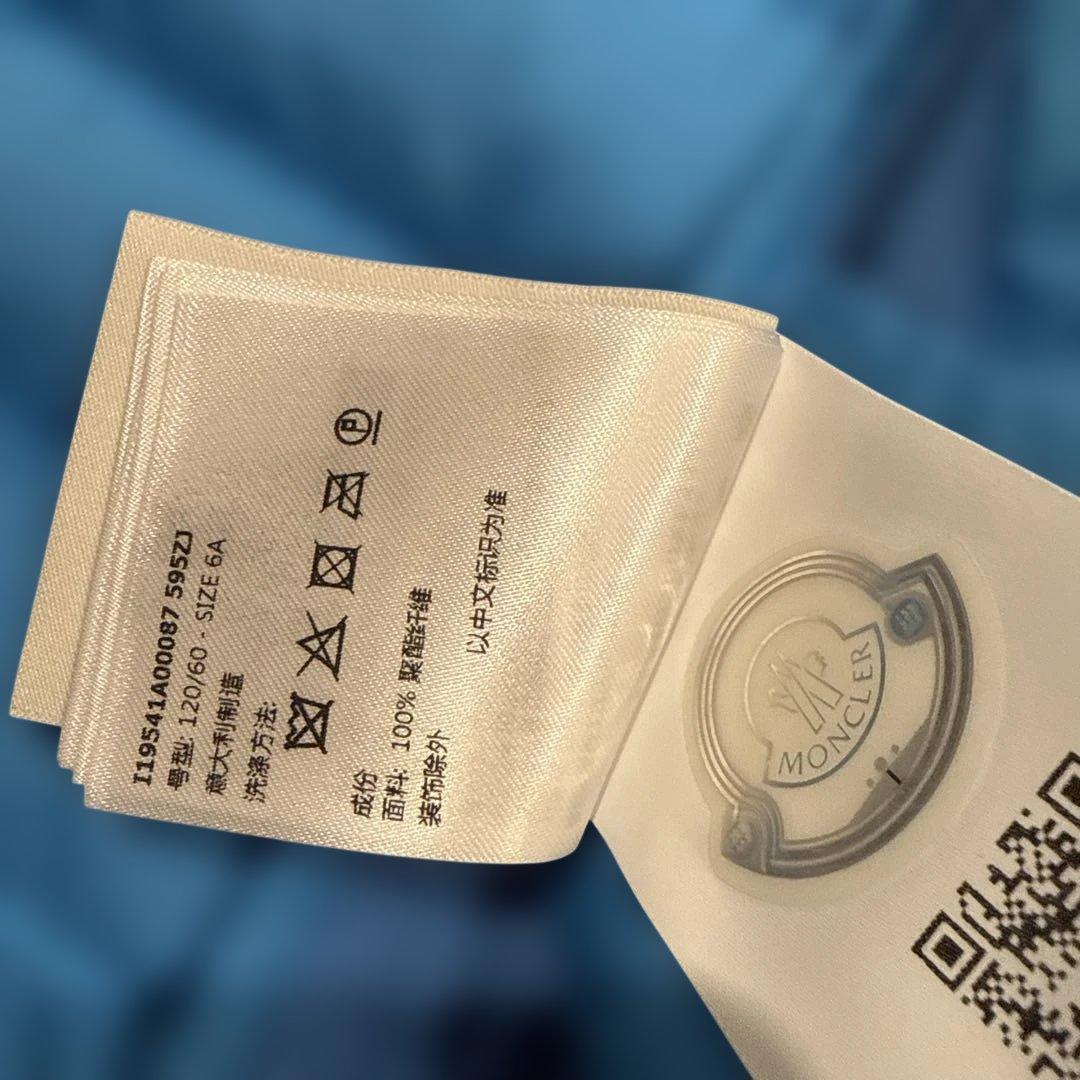 I19541A00087 595ZJ
号型: 120/60 - SIZE 6A
意大利制造
洗涤方法:
P
成份
面料: 100% 聚酯纤维
装饰除外
以中文标识为准
MONCLER